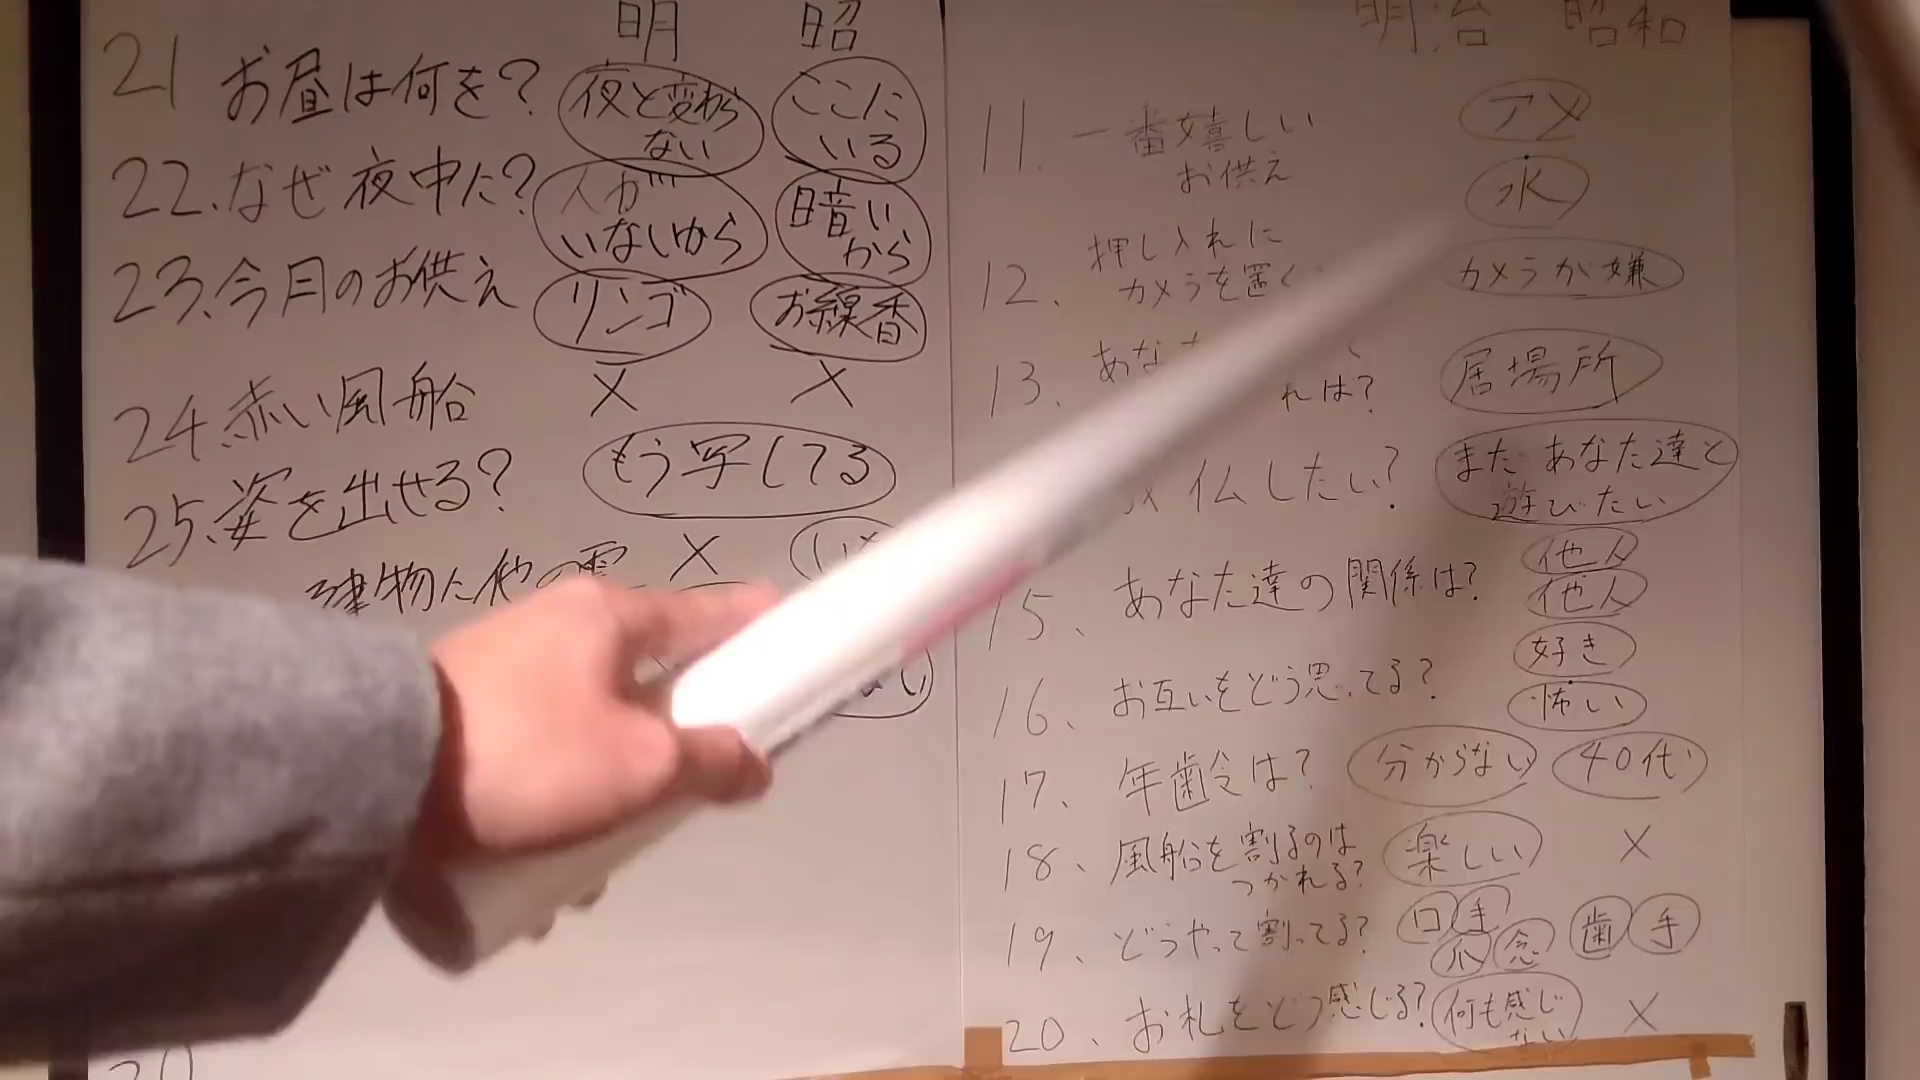 明 昭
21 お昼は何を? 夜と変わら ここに
ない いる
22.なぜ夜中に? 人が 暗い
いないから から
23.今月のお供え リンゴ お線香
24.赤い風船 × ×
25.姿を出せる? もう写してる
建物に他の霊 ×
明治 昭和
11. 一番嬉しい アメ
お供え 水
12. 押し入れに カメラが嫌
カメラを置く
13. あな 居場所
れは?
仏したい? また あなた達と
遊びたい
15、あなた達の関係は? 他人
他人
16、お互いをどう思ってる? 好き
怖い
17、年齢は? 分からない 40代
18、風船を割るのは 楽しい ×
つかれる?
19、どうやって割ってる? 口 手 歯 手
爪 念
20、お札をどう感じる? 何も感じ ×
ない